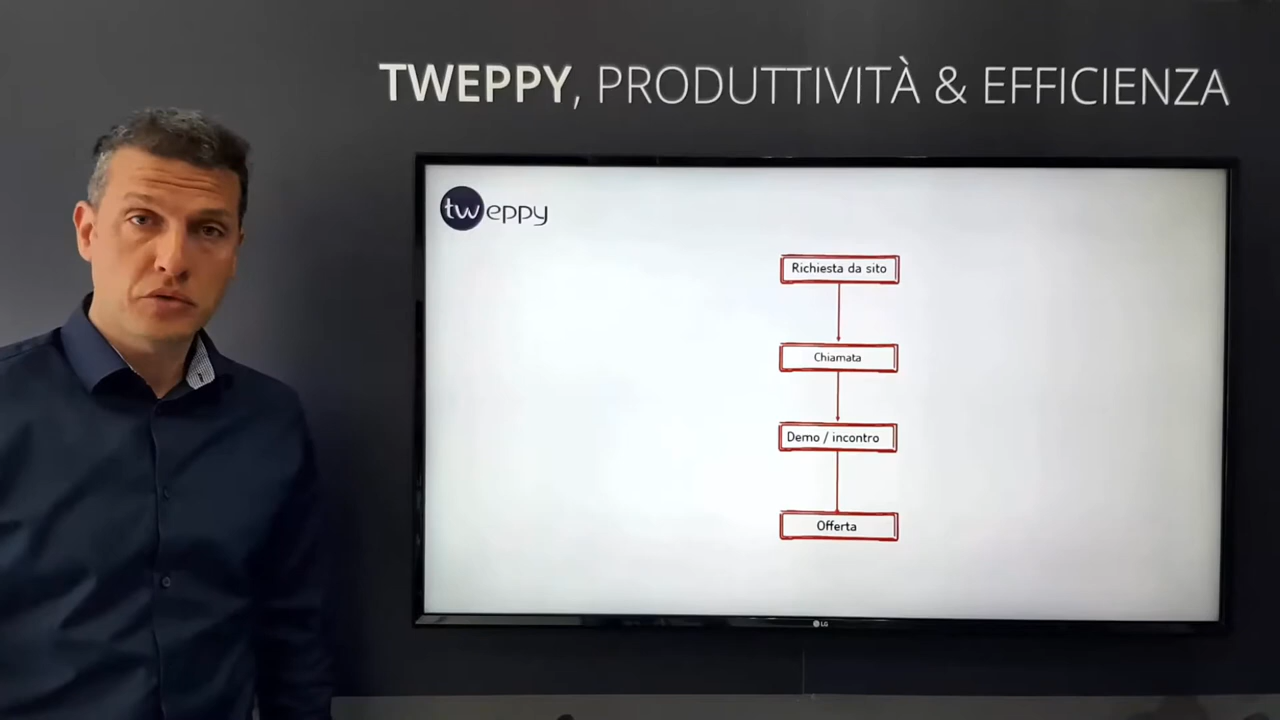 TWEPPY, PRODUTTIVITÀ & EFFICIENZA
tweppy
Richiesta da sito
Chiamata
Demo / incontro
Offerta
LG